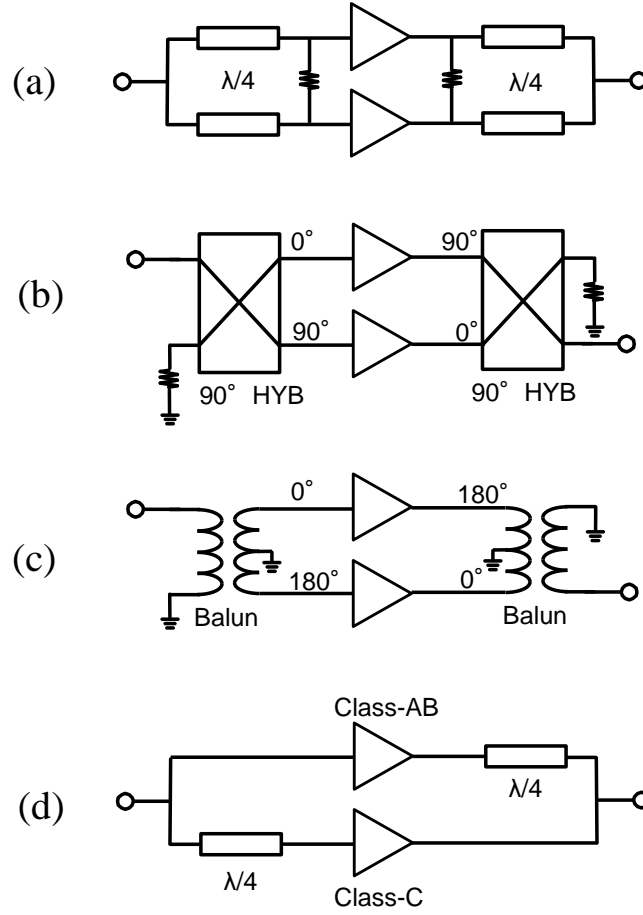 (a)
λ/4 λ/4
(b)
0° 90°
90° 0°
90° HYB 90° HYB
(c)
0° 180°
180° 0°
Balun Balun
(d)
Class-AB
λ/4
λ/4
Class-C